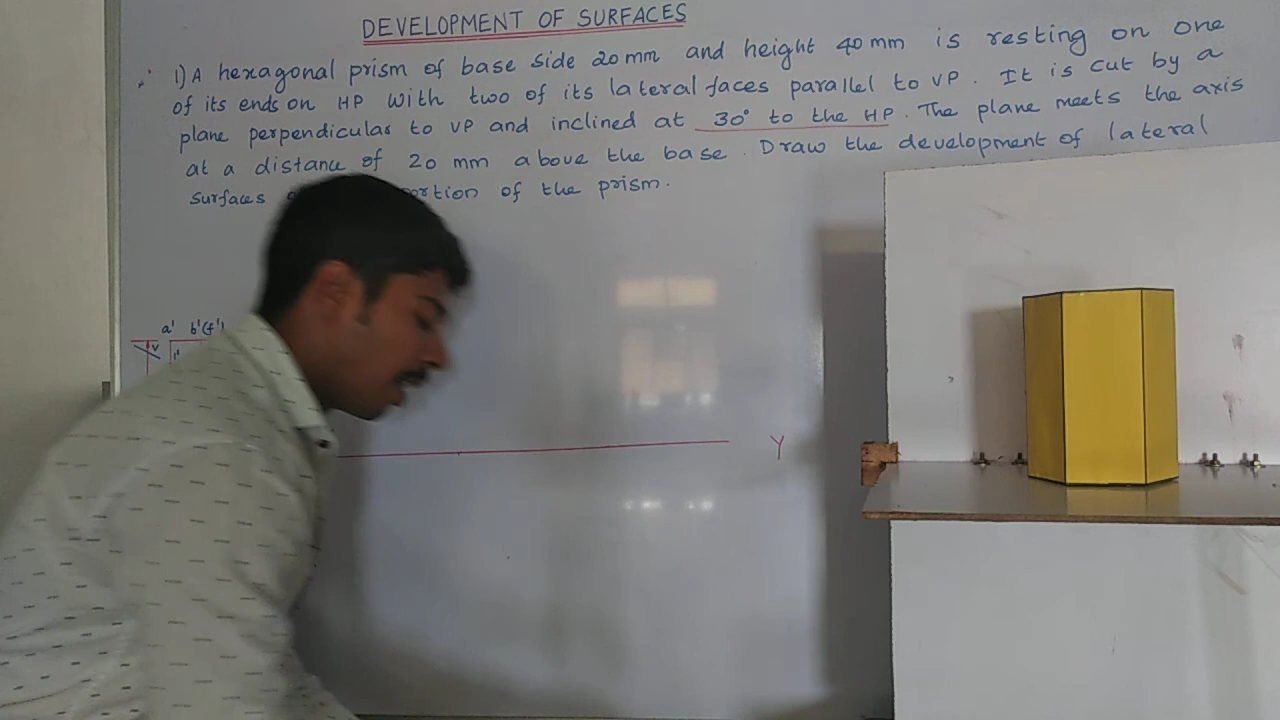 DEVELOPMENT OF SURFACES
1) A hexagonal prism of base side 20 mm and height 40 mm is resting on one
of its ends on HP with two of its lateral faces parallel to VP. It is cut by a
plane perpendicular to VP and inclined at 30° to the HP. The plane meets the axis
at a distance of 20 mm above the base. Draw the development of lateral
surfaces of the prism.
a' b'(f')
V 1'
Y